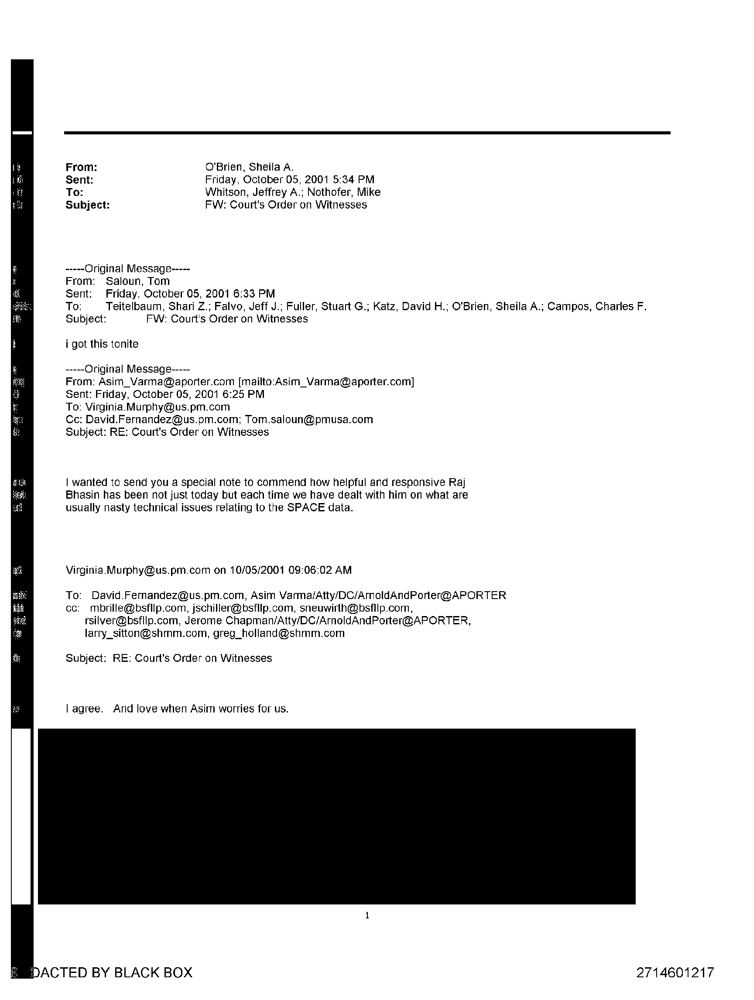 From: O'Brien, Sheila A.
Sent: Friday, October 05, 2001 5:34 PM
To: Whitson, Jeffrey A.; Nothofer, Mike
Subject: FW: Court's Order on Witnesses
-----Original Message-----
From: Saloun, Tom
Sent: Friday, October 05, 2001 6:33 PM
To: Teitelbaum, Shari Z.; Falvo, Jeff J.; Fuller, Stuart G.; Katz, David H.; O'Brien, Sheila A.; Campos, Charles F.
Subject: FW: Court's Order on Witnesses
i got this tonite
-----Original Message-----
From: Asim_Varma@aporter.com [mailto:Asim_Varma@aporter.com]
Sent: Friday, October 05, 2001 6:25 PM
To: Virginia.Murphy@us.pm.com
Cc: David.Fernandez@us.pm.com; Tom.saloun@pmusa.com
Subject: RE: Court's Order on Witnesses
I wanted to send you a special note to commend how helpful and responsive Raj
Bhasin has been not just today but each time we have dealt with him on what are
usually nasty technical issues relating to the SPACE data.
Virginia.Murphy@us.pm.com on 10/05/2001 09:06:02 AM
To: David.Fernandez@us.pm.com, Asim Varma/Atty/DC/ArnoldAndPorter@APORTER
cc: mbrille@bsfllp.com, jschiller@bsfllp.com, sneuwirth@bsfllp.com,
rsilver@bsfllp.com, Jerome Chapman/Atty/DC/ArnoldAndPorter@APORTER,
larry_sitton@shmm.com, greg_holland@shmm.com
Subject: RE: Court's Order on Witnesses
I agree. And love when Asim worries for us.
1
DACTED BY BLACK BOX
2714601217